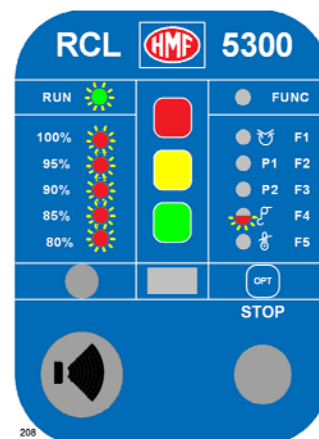 RCL HMF 5300
RUN FUNC
100% F1
95% P1 F2
90% P2 F3
85% F4
80% F5
OPT
STOP
208